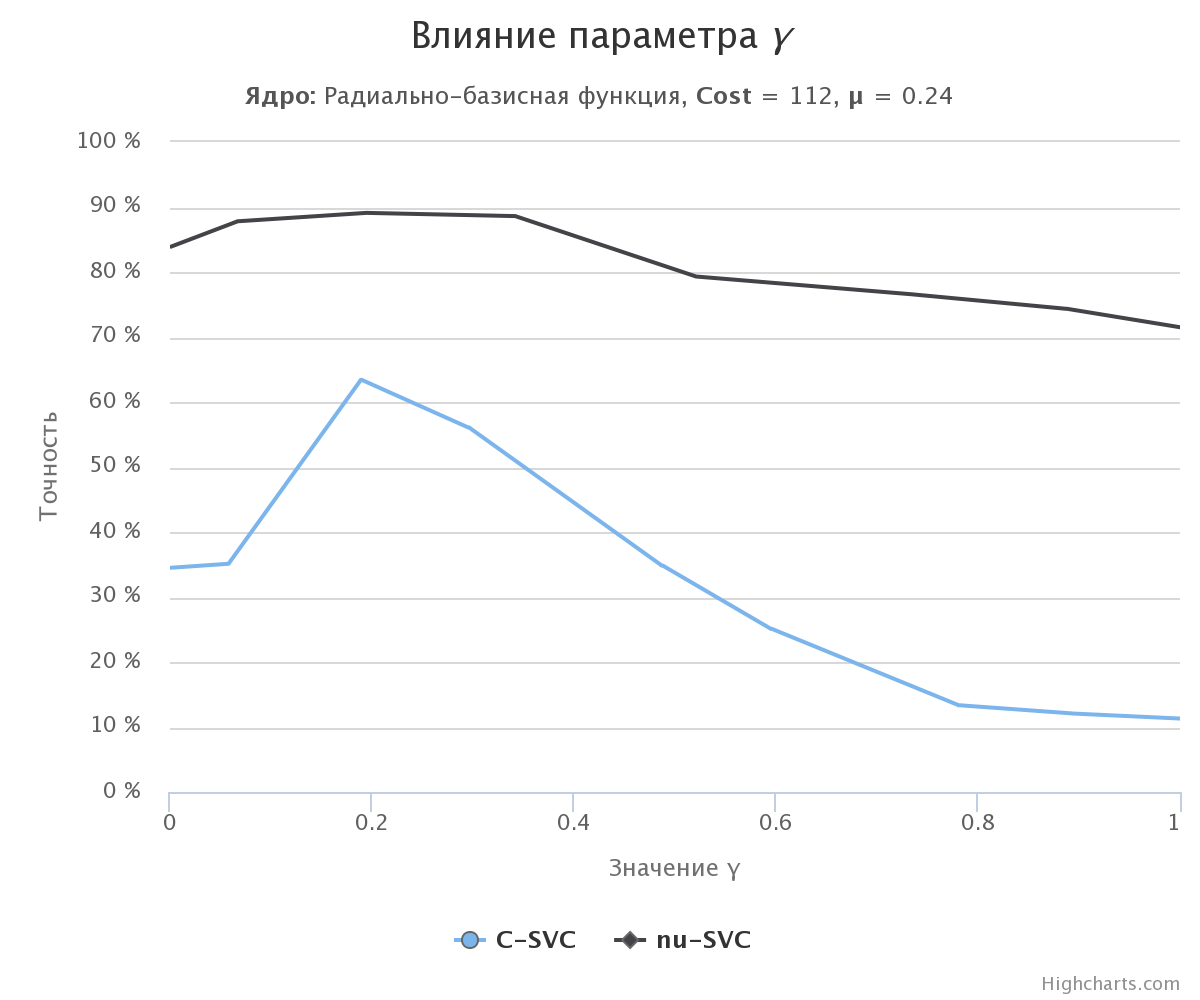 Влияние параметра γ
Ядро: Радиально-базисная функция, Cost = 112, μ = 0.24
100 %
90 %
80 %
70 %
60 %
50 %
40 %
30 %
20 %
10 %
0 %
Точность
0 0.2 0.4 0.6 0.8 1
Значение γ
C-SVC nu-SVC
Highcharts.com